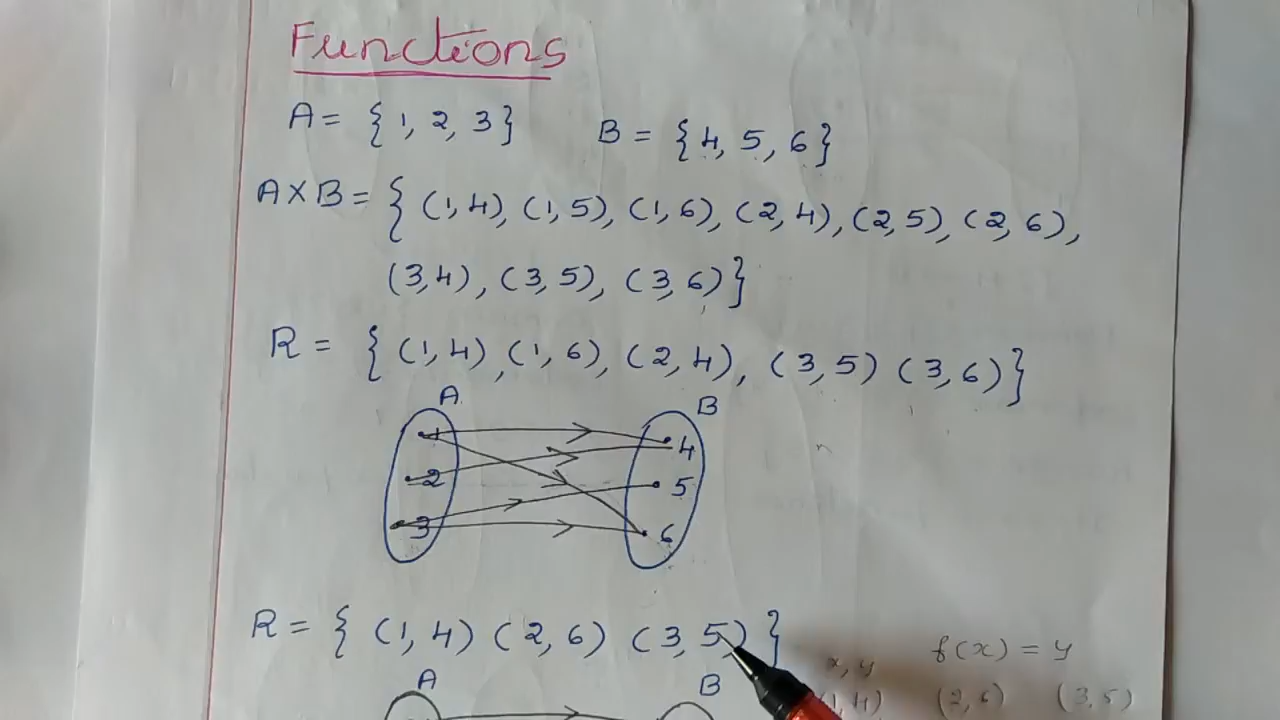 Functions
A = {1, 2, 3} B = {4, 5, 6}
A X B = { (1, 4), (1, 5), (1, 6), (2, 4), (2, 5), (2, 6),
(3, 4), (3, 5), (3, 6)}
R = { (1, 4), (1, 6), (2, 4), (3, 5) (3, 6)}
A B
1 4
2 5
3 6
R = { (1, 4) (2, 6) (3, 5) }
x, y f(x) = y
(1, 4) (2, 6) (3, 5)
A B